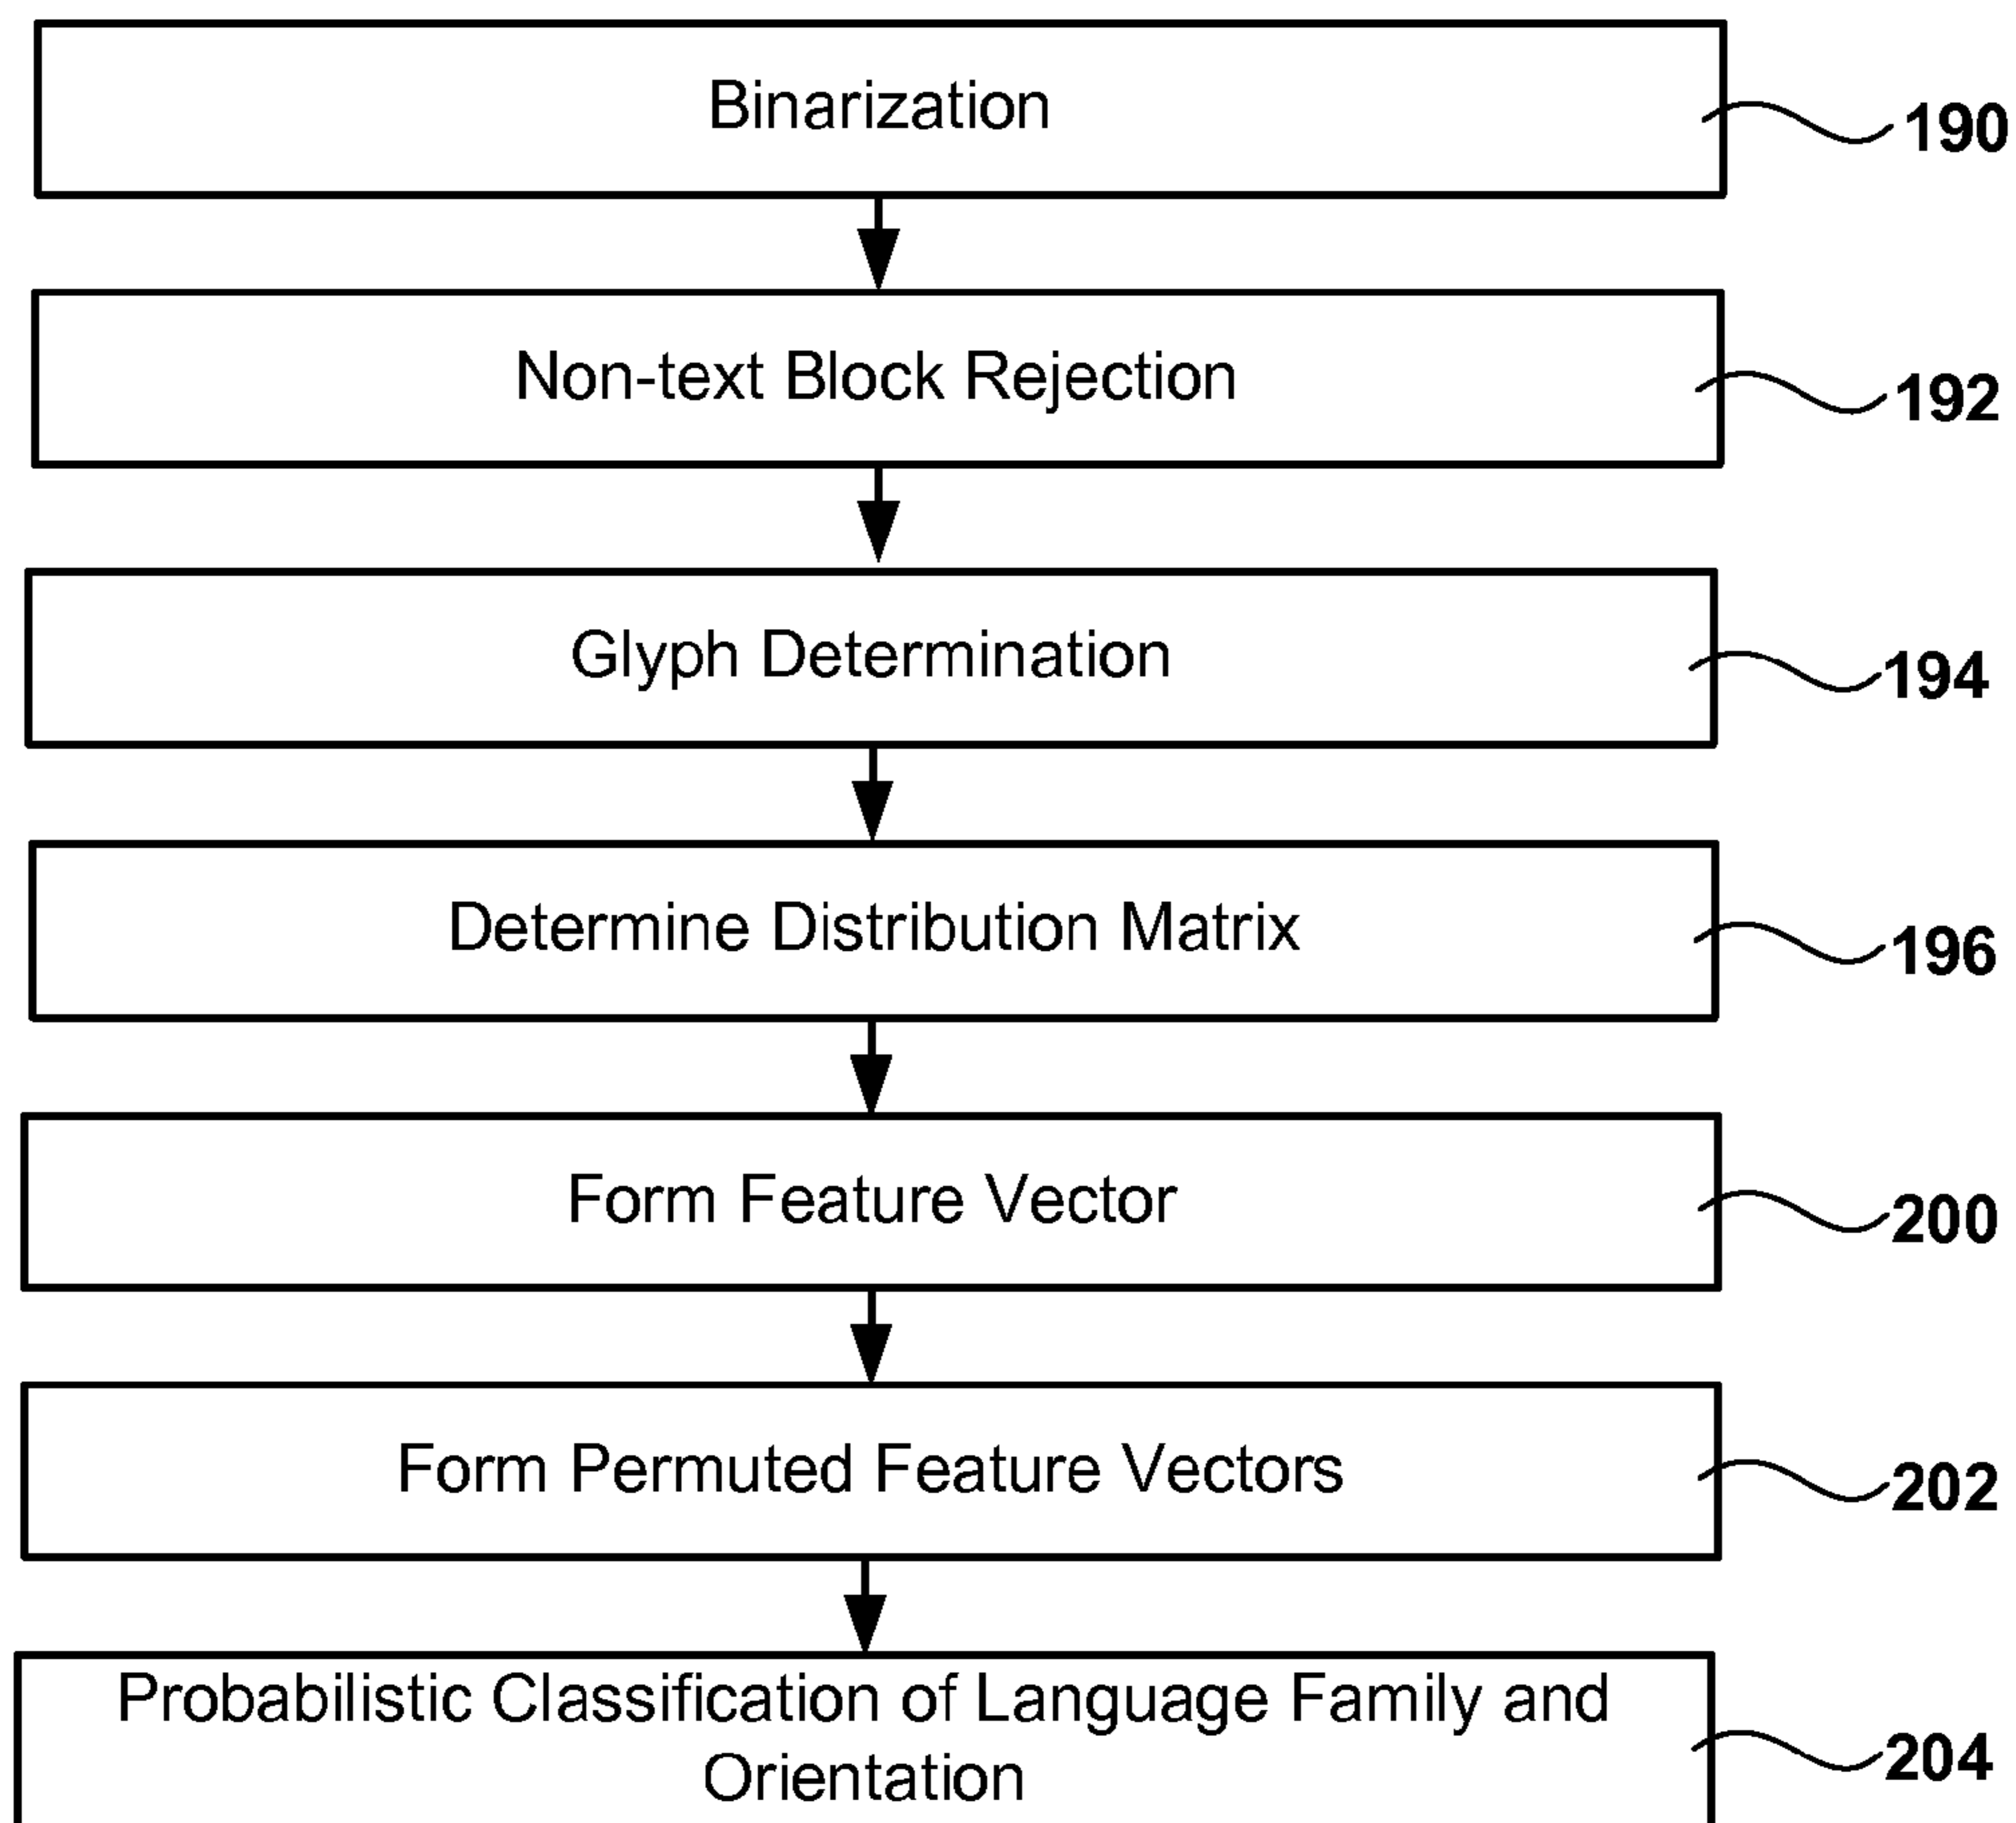 Binarization
190
Non-text Block Rejection
192
Glyph Determination
194
Determine Distribution Matrix
196
Form Feature Vector
200
Form Permuted Feature Vectors
202
Probabilistic Classification of Language Family and
Orientation
204